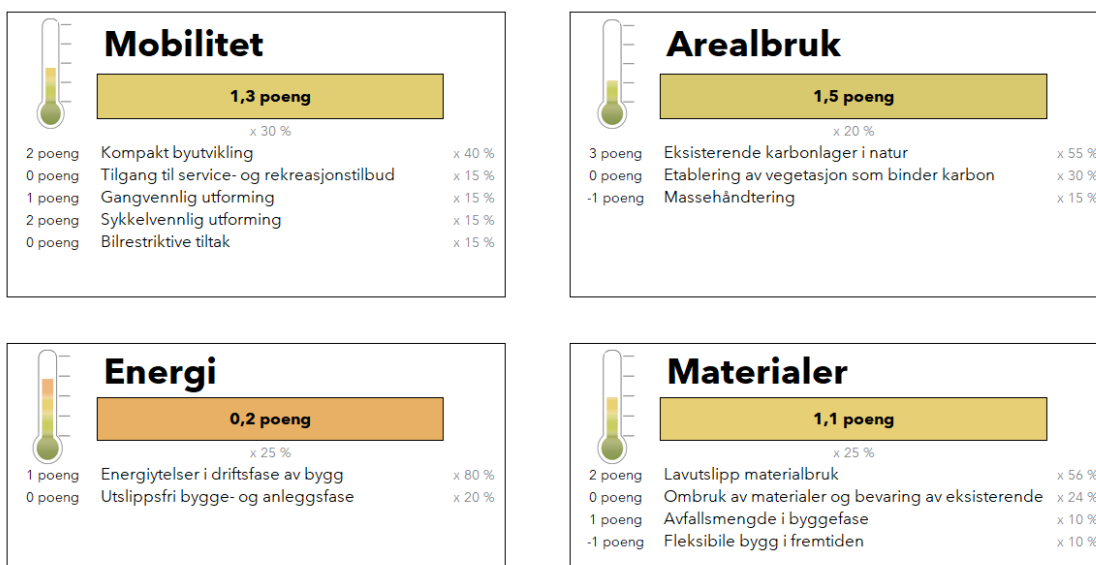 Mobilitet
1,3 poeng
x 30 %
2 poeng Kompakt byutvikling x 40 %
0 poeng Tilgang til service- og rekreasjonstilbud x 15 %
1 poeng Gangvennlig utforming x 15 %
2 poeng Sykkelvennlig utforming x 15 %
0 poeng Bilrestriktive tiltak x 15 %
Arealbruk
1,5 poeng
x 20 %
3 poeng Eksisterende karbonlager i natur x 55 %
0 poeng Etablering av vegetasjon som binder karbon x 30 %
-1 poeng Massehåndtering x 15 %
Energi
0,2 poeng
x 25 %
1 poeng Energiytelser i driftsfase av bygg x 80 %
0 poeng Utslippsfri bygge- og anleggsfase x 20 %
Materialer
1,1 poeng
x 25 %
2 poeng Lavutslipp materialbruk x 56 %
0 poeng Ombruk av materialer og bevaring av eksisterende x 24 %
1 poeng Avfallsmengde i byggefase x 10 %
-1 poeng Fleksibile bygg i fremtiden x 10 %